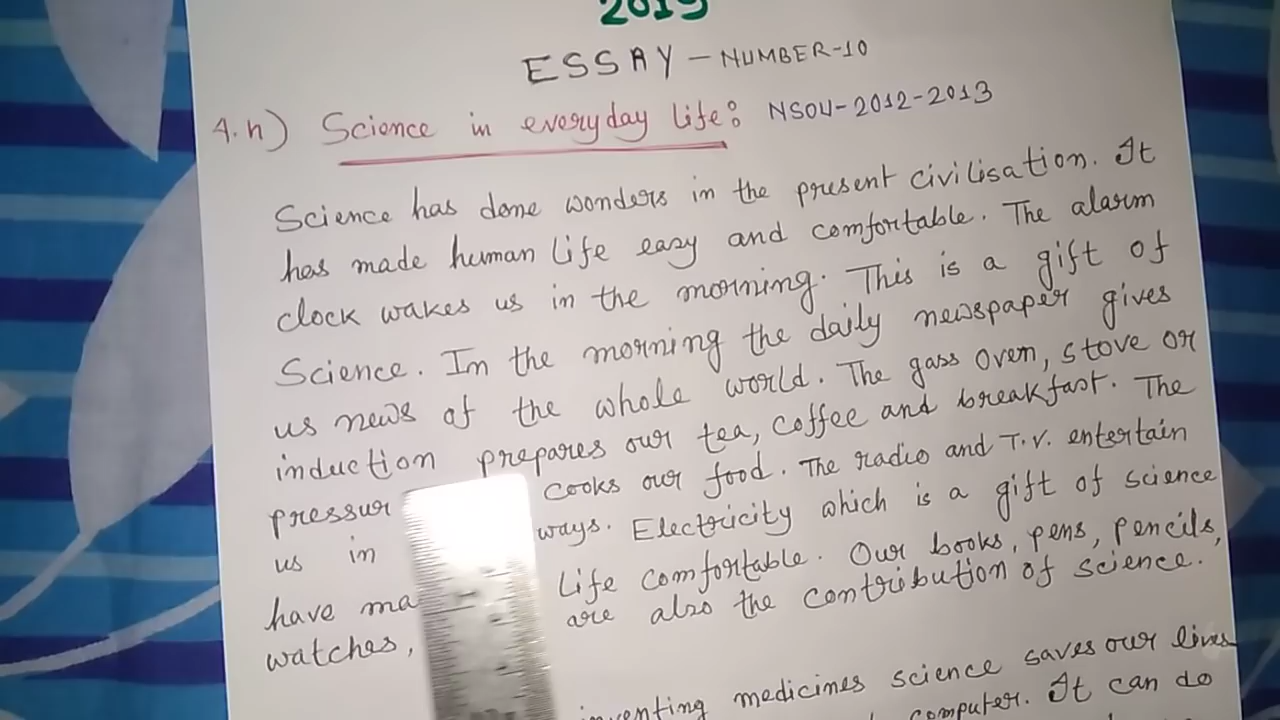 2019
ESSAY - NUMBER-10
4.h) Science in everyday life: NSOU-2012-2013
Science has done wonders in the present civilisation. It
has made human life easy and comfortable. The alarm
clock wakes us in the morning. This is a gift of
Science. In the morning the daily newspaper gives
us news of the whole world. The gass oven, stove or
induction prepares our tea, coffee and breakfast. The
pressur cooks our food. The radio and T.V. entertain
us in ways. Electricity which is a gift of science
have life comfortable. Our books, pens, pencils,
watches, are also the contribution of science.
medicines science saves our lives
computer. It can do